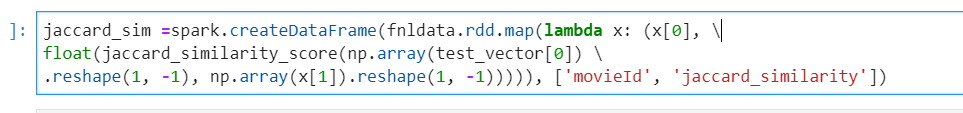 ]: jaccard_sim =spark.createDataFrame(fnldata.rdd.map(lambda x: (x[0], \
float(jaccard_similarity_score(np.array(test_vector[0]) \
.reshape(1, -1), np.array(x[1]).reshape(1, -1))))), ['movieId', 'jaccard_similarity'])